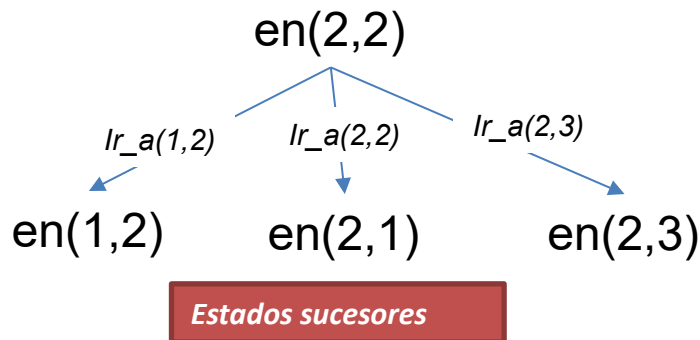 en(2,2)
Ir_a(1,2) Ir_a(2,2) Ir_a(2,3)
en(1,2) en(2,1) en(2,3)
Estados sucesores